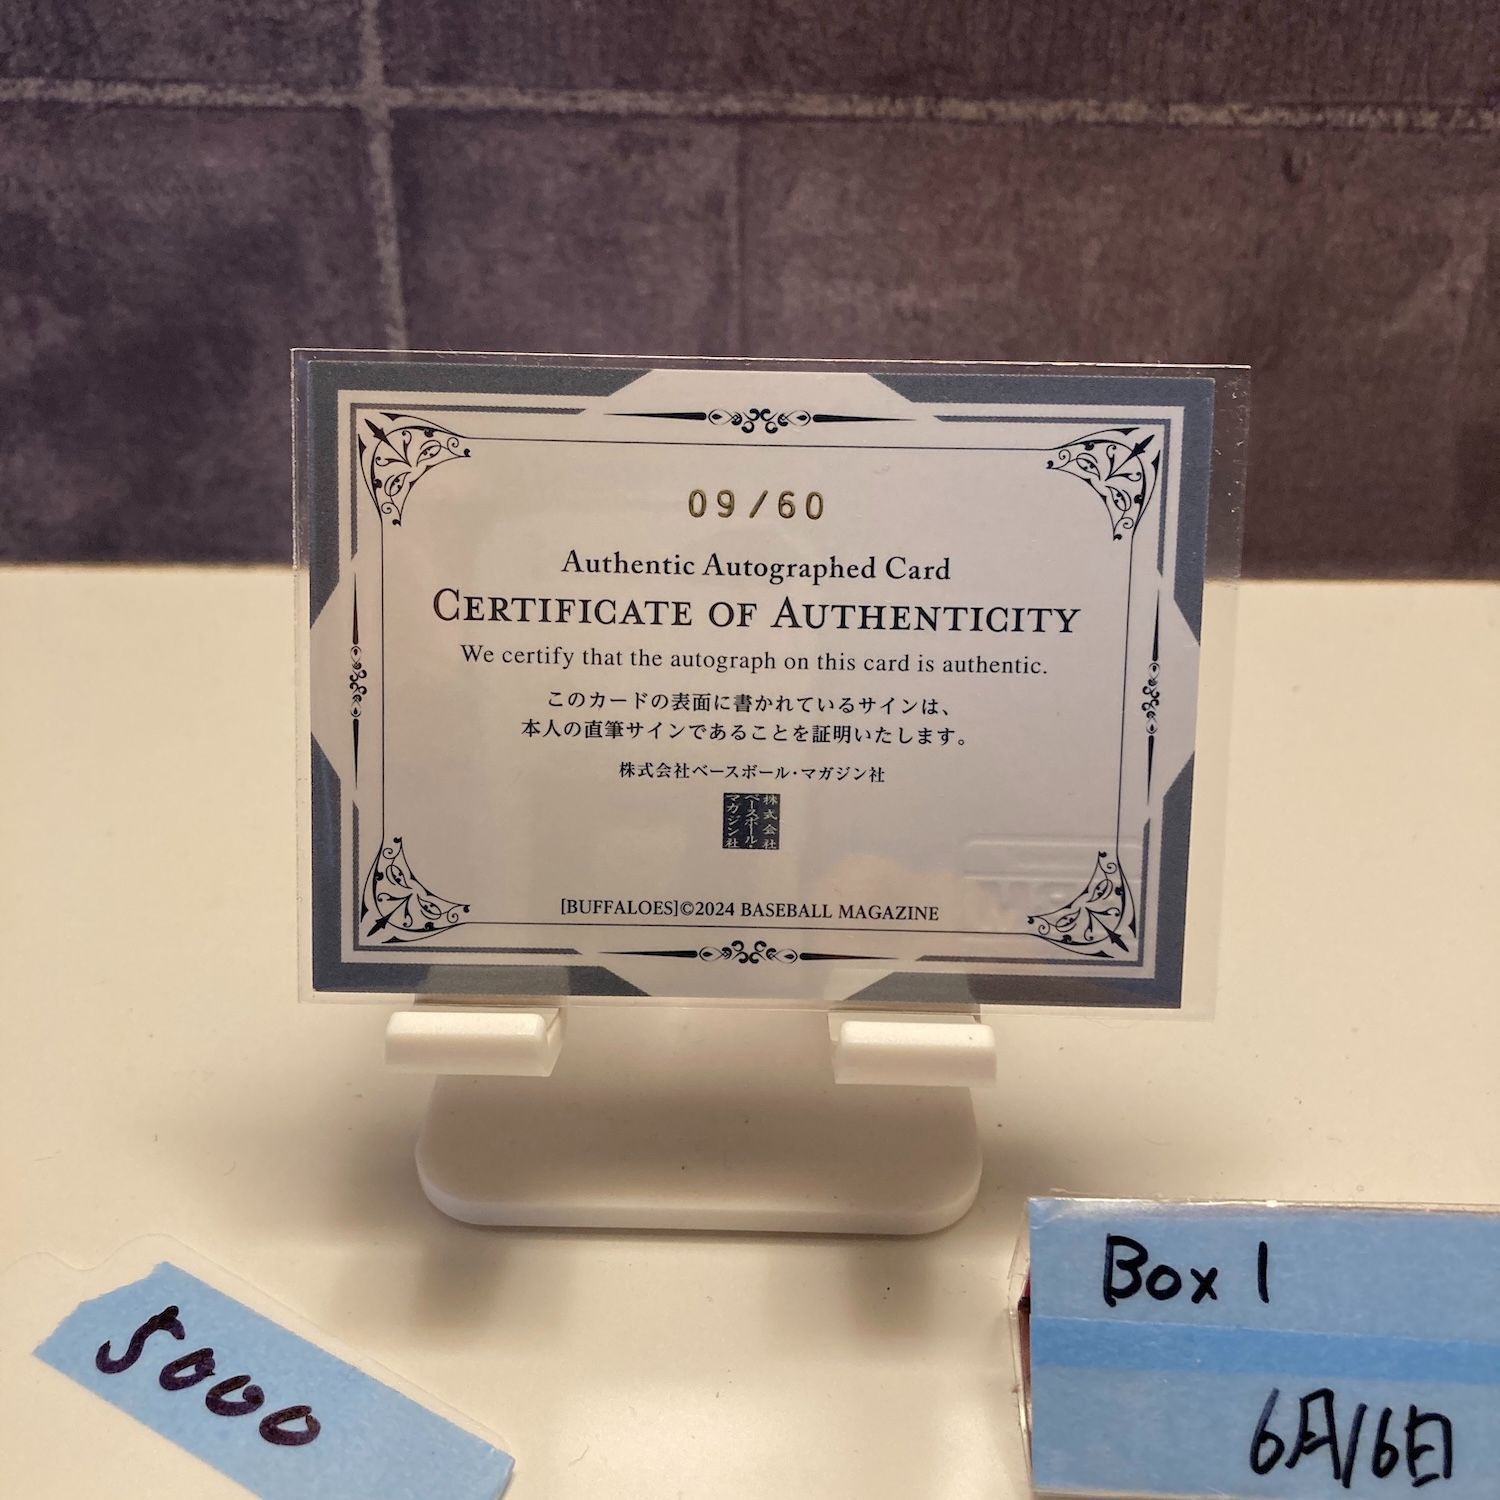 09/60
Authentic Autographed Card
CERTIFICATE OF AUTHENTICITY
We certify that the autograph on this card is authentic.
このカードの表面に書かれているサインは、
本人の直筆サインであることを証明いたします。
株式会社ベースボール・マガジン社
株式会社
ベースボール・
マガジン社
[BUFFALOES]©2024 BASEBALL MAGAZINE
5000
Box 1
6月16日